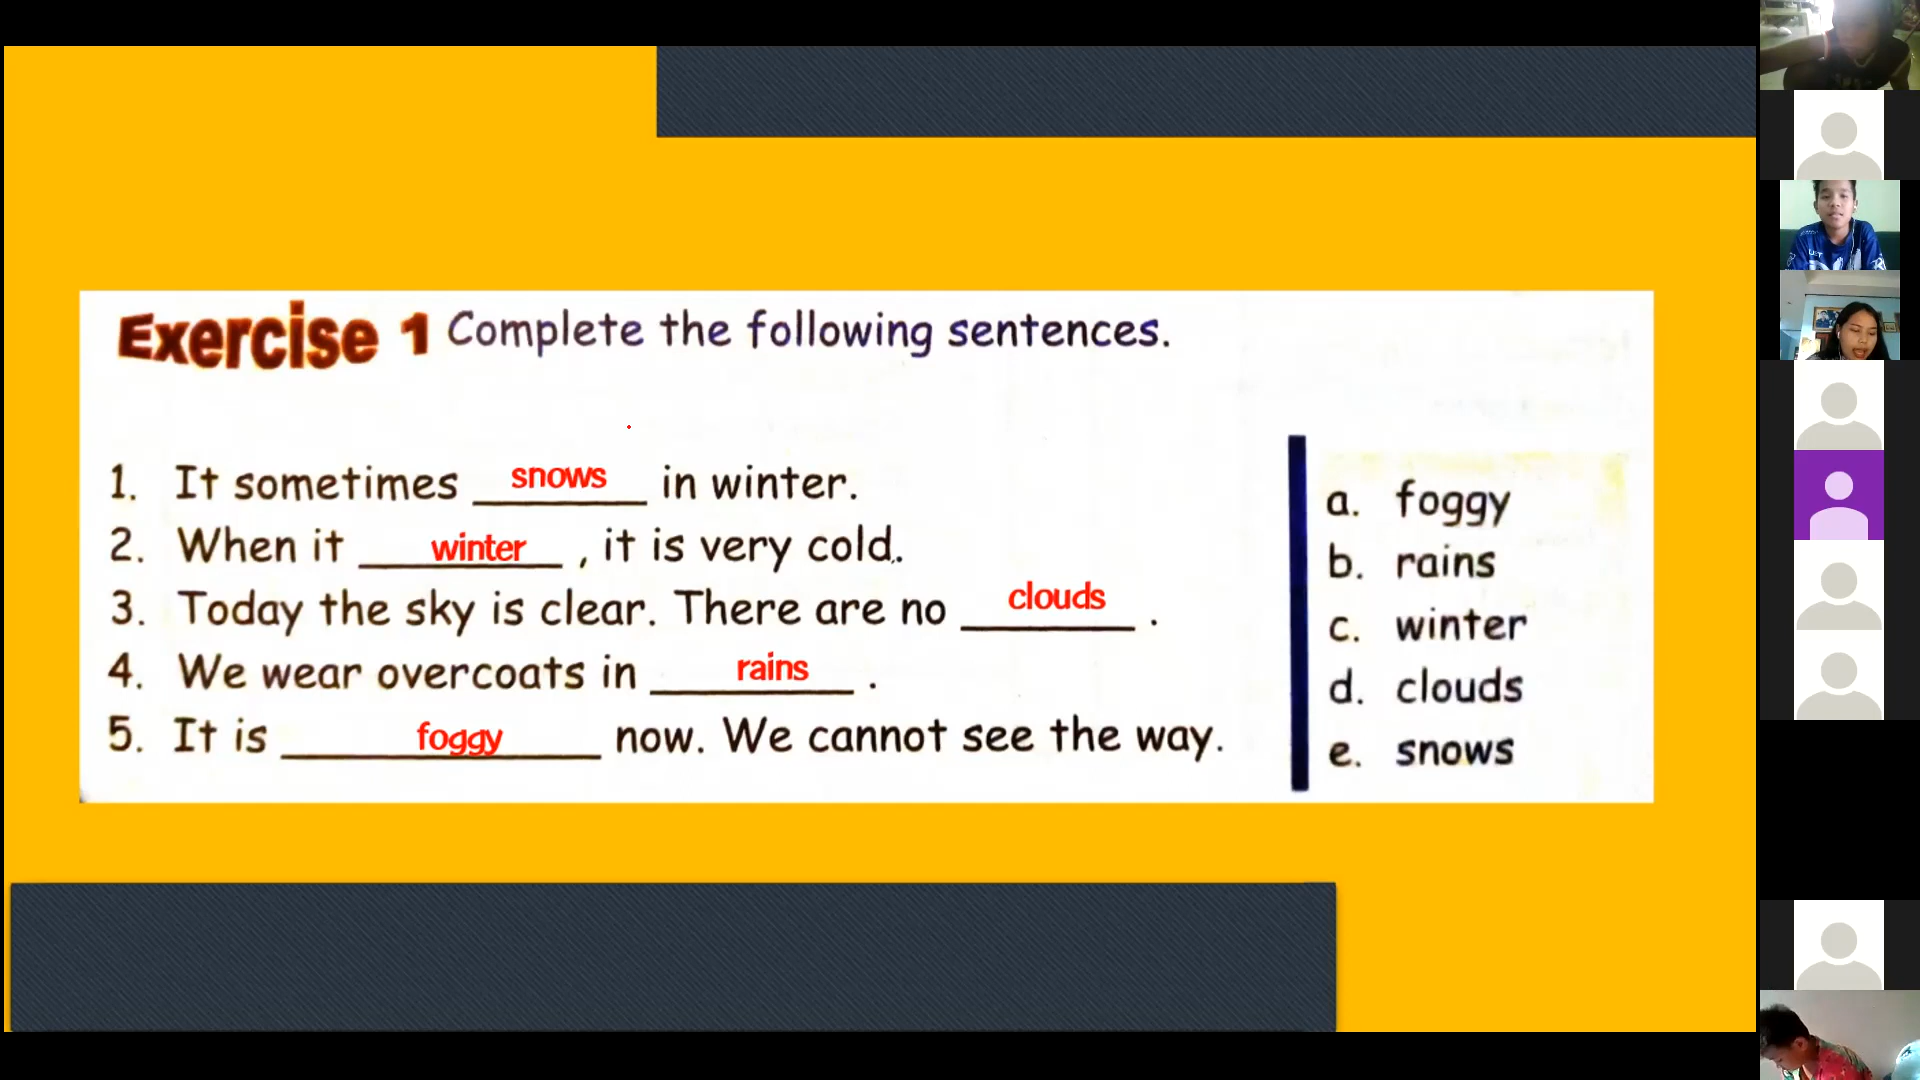 Exercise 1 Complete the following sentences.
1. It sometimes snows in winter.
2. When it winter, it is very cold.
3. Today the sky is clear. There are no clouds.
4. We wear overcoats in rains.
5. It is foggy now. We cannot see the way.
a. foggy
b. rains
c. winter
d. clouds
e. snows